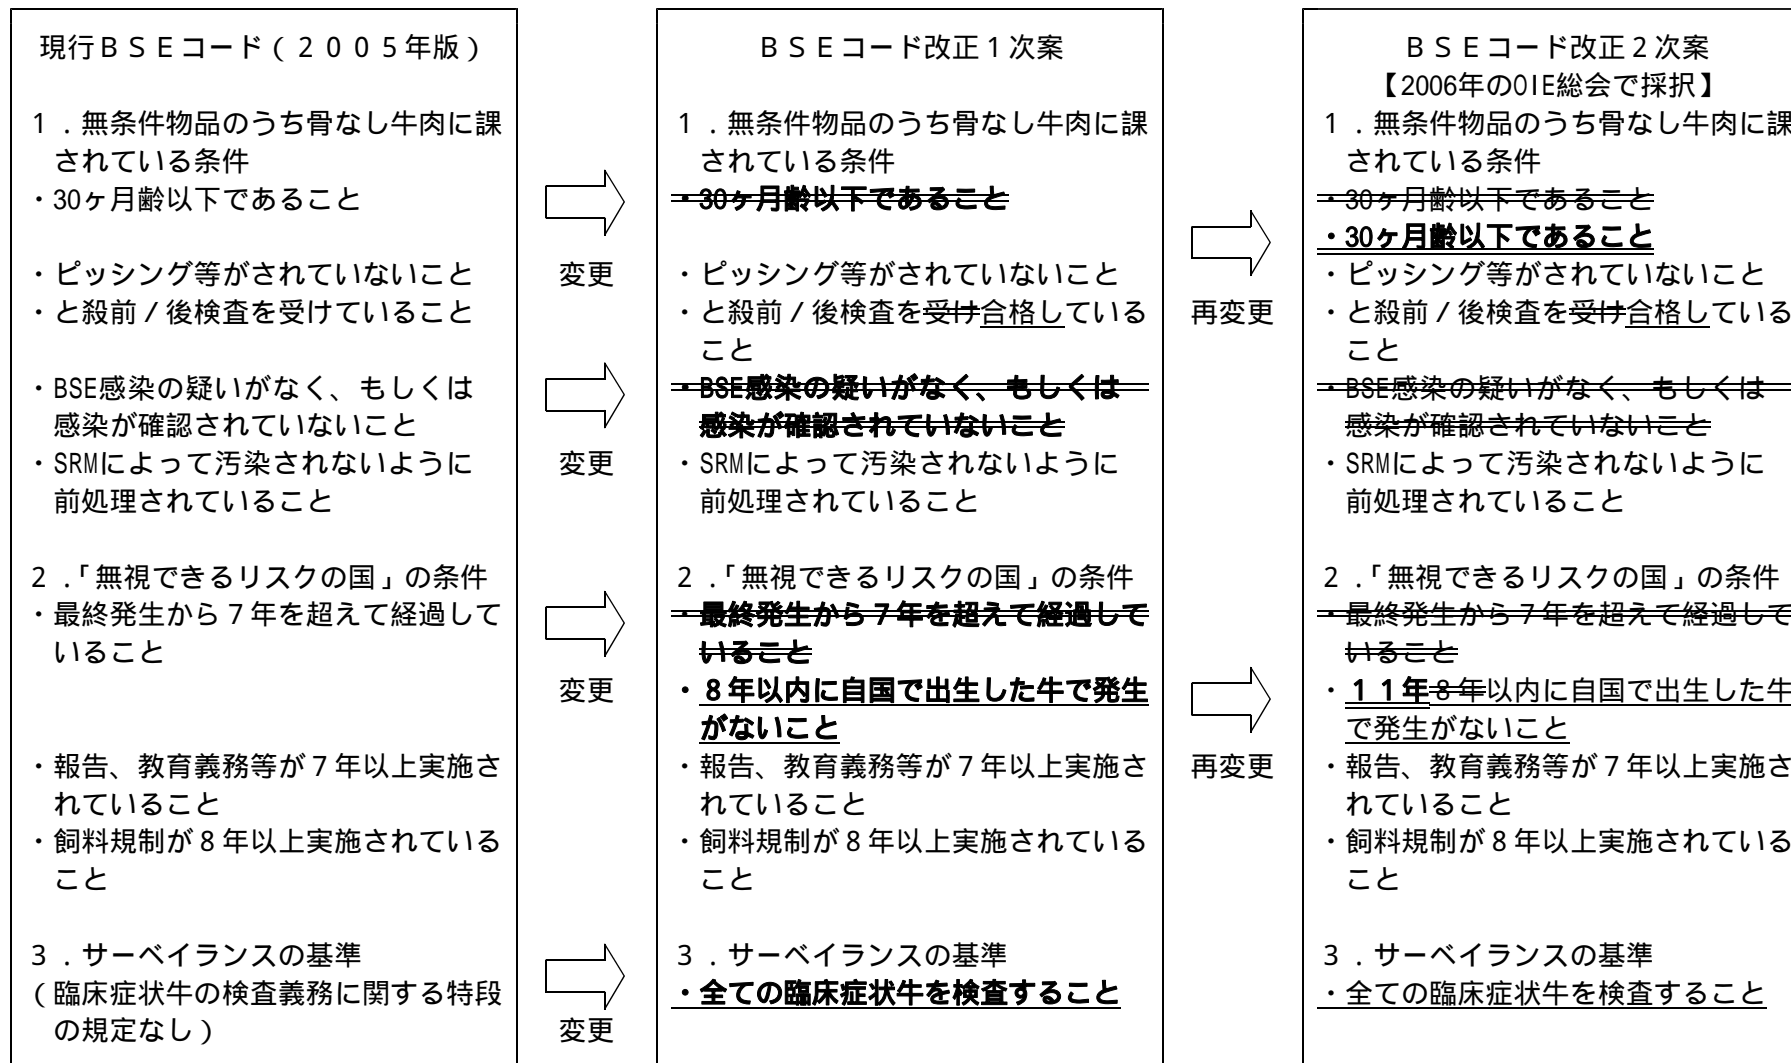 現行ＢＳ�Eコード（２００５年版）
１．無条件物品のうち骨なし牛肉に課
されている条件
・30ヶ月齢以下であること
・ピッシング等がされていないこと
・と殺前／後検査を受けていること
・BSE感染の疑いがなく、もしくは
感染が確認されていないこと
・SRMによって汚染されないように
前処理されていること
２．「無視できるリスクの国」の条件
・最終発生から７年を超えて経過して
いること
・報告、教育義務等が７年以上実施さ
れていること
・飼料規制が８年以上実施されている
こと
３．サーベイランスの基準
（臨床症状牛の検査義務に関する特段
の規定なし）
変更
変更
変更
変更
ＢＳＥコード改正１次案
１．無条件物品のうち骨なし牛肉に課
されている条件
・30ヶ月齢以下であること
・ピッシング等がされていないこと
・と殺前／後検査を受け合格している
こと
・BSE感染の疑いがなく、もしくは
感染が確認されていないこと
・SRMによって汚染されないように
前処理されていること
２．「無視できるリスクの国」の条件
・最終発生から７年を超えて経過して
いること
・８年以内に自国で出生した牛で発生
がないこと
・報告、教育義務等が７年以上実施さ
れていること
・飼料規制が８年以上実施されている
こと
３．サーベイランスの基準
・全ての臨床症状牛を検査すること
再変更
再変更
ＢＳＥコード改正２次案
【2006年のOIE総会で採択】
１．無条件物品のうち骨なし牛肉に課
されている条件
・30ヶ月齢以下であること
・30ヶ月齢以下であること
・ピッシング等がされていないこと
・と殺前／後検査を受け合格している
こと
・BSE感染の疑いがなく、もしくは
感染が確認されていないこと
・SRMによって汚染されないように
前処理されていること
２．「無視できるリスクの国」の条件
・最終発生から７年を超えて経過して
いること
・１１年８年以内に自国で出生した牛
で発生がないこと
・報告、教育義務等が７年以上実施さ
れていること
・飼料規制が８年以上実施されている
こと
３．サーベイランスの基準
・全ての臨床症状牛を検査すること